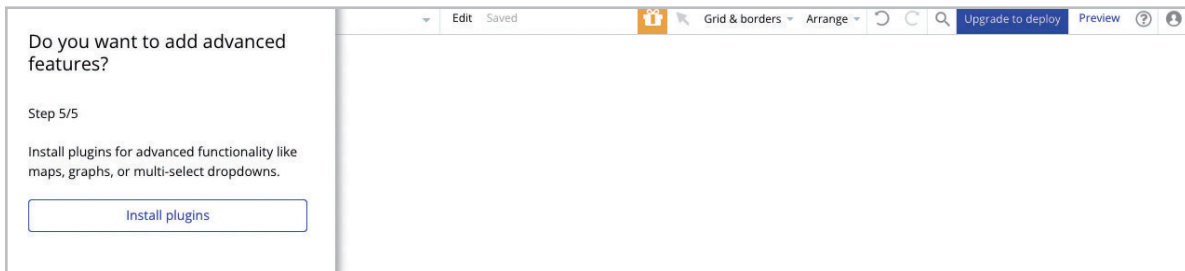 Edit Saved Grid & borders Arrange Upgrade to deploy Preview ?
Do you want to add advanced
features?
Step 5/5
Install plugins for advanced functionality like
maps, graphs, or multi-select dropdowns.
Install plugins